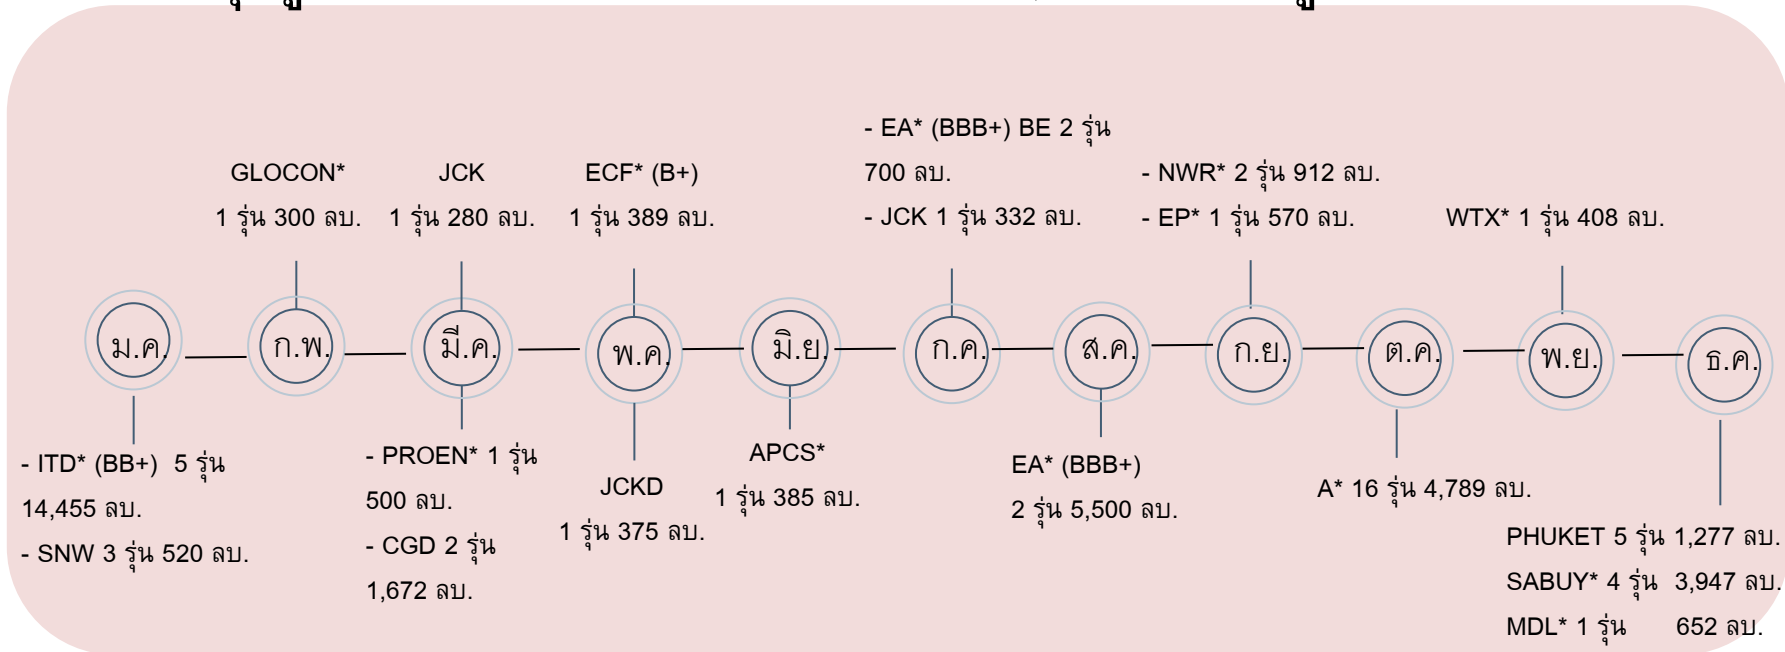 GLOCON*
1 รุ่น 300 ลบ.
JCK
1 รุ่น 280 ลบ.
ECF* (B+)
1 รุ่น 389 ลบ.
- EA* (BBB+) BE 2 รุ่น
700 ลบ.
- JCK 1 รุ่น 332 ลบ.
- NWR* 2 รุ่น 912 ลบ.
- EP* 1 รุ่น 570 ลบ.
WTX* 1 รุ่น 408 ลบ.
ม.ค.
ก.พ.
มี.ค.
พ.ค.
มิ.ย.
ก.ค.
ส.ค.
ก.ย.
ต.ค.
พ.ย.
ธ.ค.
- ITD* (BB+) 5 รุ่น
14,455 ลบ.
- SNW 3 รุ่น 520 ลบ.
- PROEN* 1 รุ่น
500 ลบ.
- CGD 2 รุ่น
1,672 ลบ.
JCKD
1 รุ่น 375 ลบ.
APCS*
1 รุ่น 385 ลบ.
EA* (BBB+)
2 รุ่น 5,500 ลบ.
A* 16 รุ่น 4,789 ลบ.
PHUKET 5 รุ่น 1,277 ลบ.
SABUY* 4 รุ่น 3,947 ลบ.
MDL* 1 รุ่น 652 ลบ.